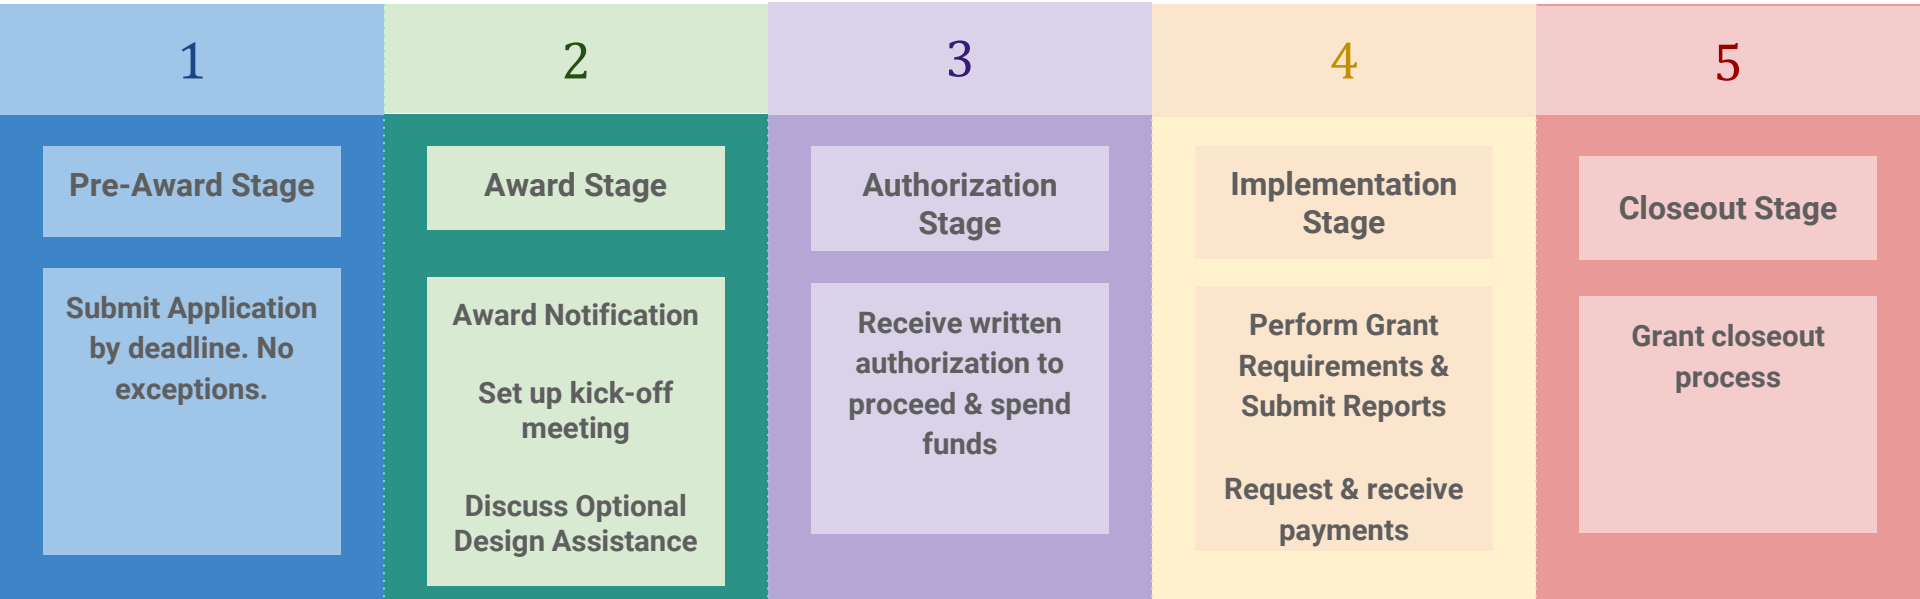 1
Pre-Award Stage
Submit Application
by deadline. No
exceptions.
2
Award Stage
Award Notification
Set up kick-off
meeting
Discuss Optional
Design Assistance
3
Authorization
Stage
Receive written
authorization to
proceed & spend
funds
4
Implementation
Stage
Perform Grant
Requirements &
Submit Reports
Request & receive
payments
5
Closeout Stage
Grant closeout
process